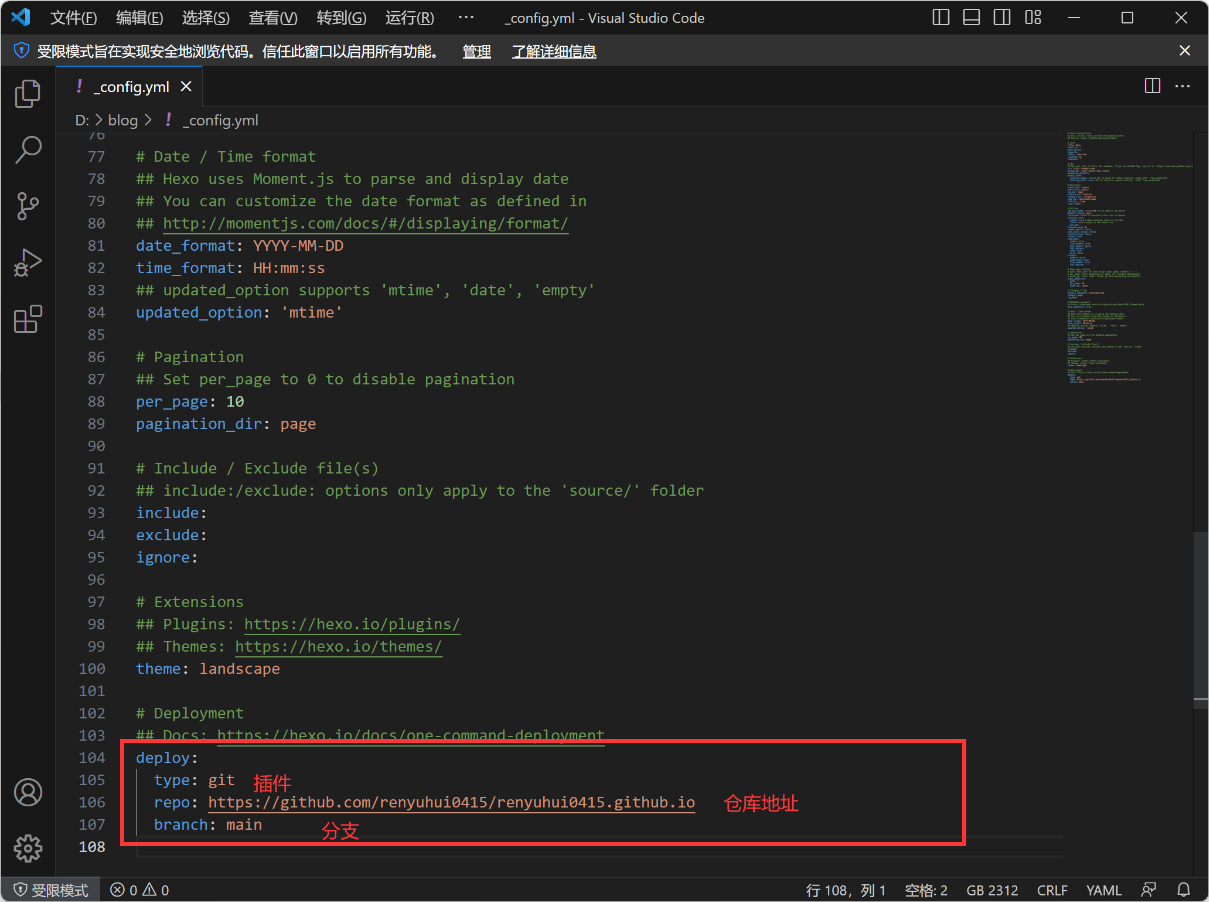 文件(F) 编辑(E) 选择(S) 查看(V) 转到(G) 运行(R) ··· _config.yml - Visual Studio Code
受限模式旨在实现安全地浏览代码。信任此窗口以启用所有功能。 管理 了解详细信息
! _config.yml
D: > blog > ! _config.yml
76
77 # Date / Time format
78 ## Hexo uses Moment.js to parse and display date
79 ## You can customize the date format as defined in
80 ## http://momentjs.com/docs/#/displaying/format/
81 date_format: YYYY-MM-DD
82 time_format: HH:mm:ss
83 ## updated_option supports 'mtime', 'date', 'empty'
84 updated_option: 'mtime'
85
86 # Pagination
87 ## Set per_page to 0 to disable pagination
88 per_page: 10
89 pagination_dir: page
90
91 # Include / Exclude file(s)
92 ## include:/exclude: options only apply to the 'source/' folder
93 include:
94 exclude:
95 ignore:
96
97 # Extensions
98 ## Plugins: https://hexo.io/plugins/
99 ## Themes: https://hexo.io/themes/
100 theme: landscape
101
102 # Deployment
103 ## Docs: https://hexo.io/docs/one-command-deployment
104 deploy:
105 type: git 插件
106 repo: https://github.com/renyuhui0415/renyuhui0415.github.io 仓库地址
107 branch: main 分支
108
受限模式 0 0 行 108，列 1 空格: 2 GB 2312 CRLF YAML